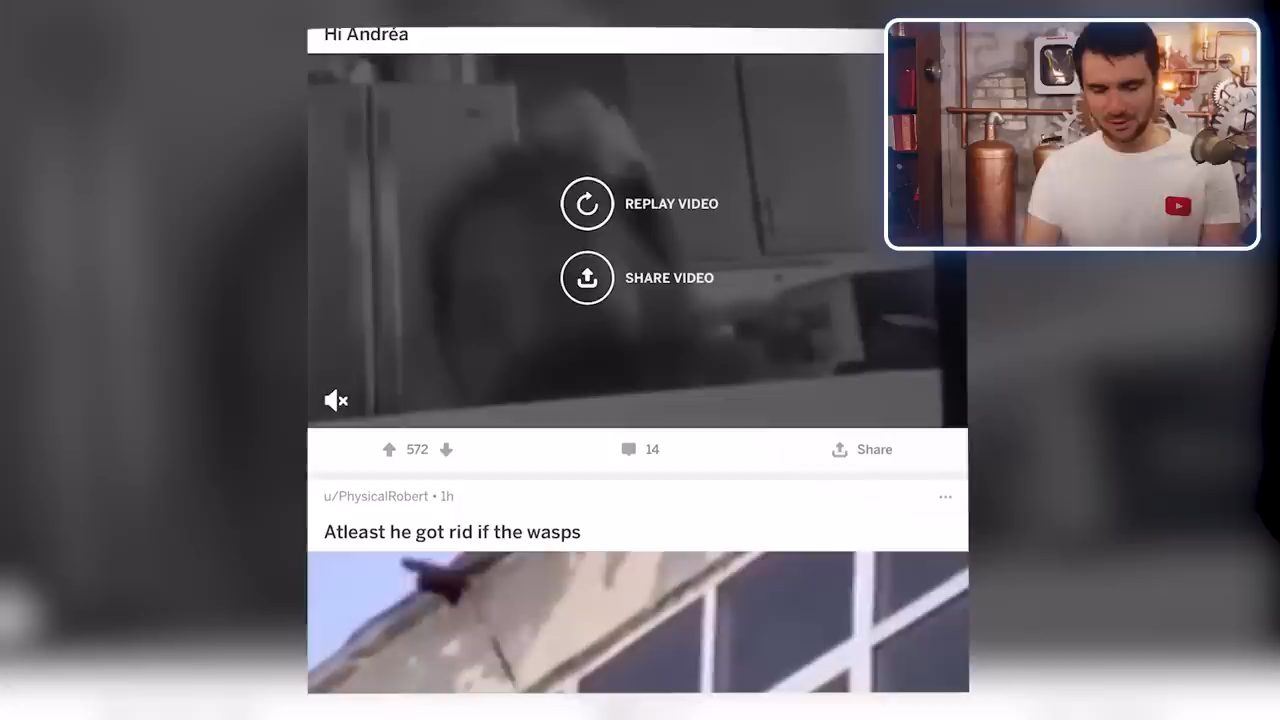 Hi Andréa
REPLAY VIDEO
SHARE VIDEO
572
14
Share
u/PhysicalRobert • 1h
Atleast he got rid if the wasps